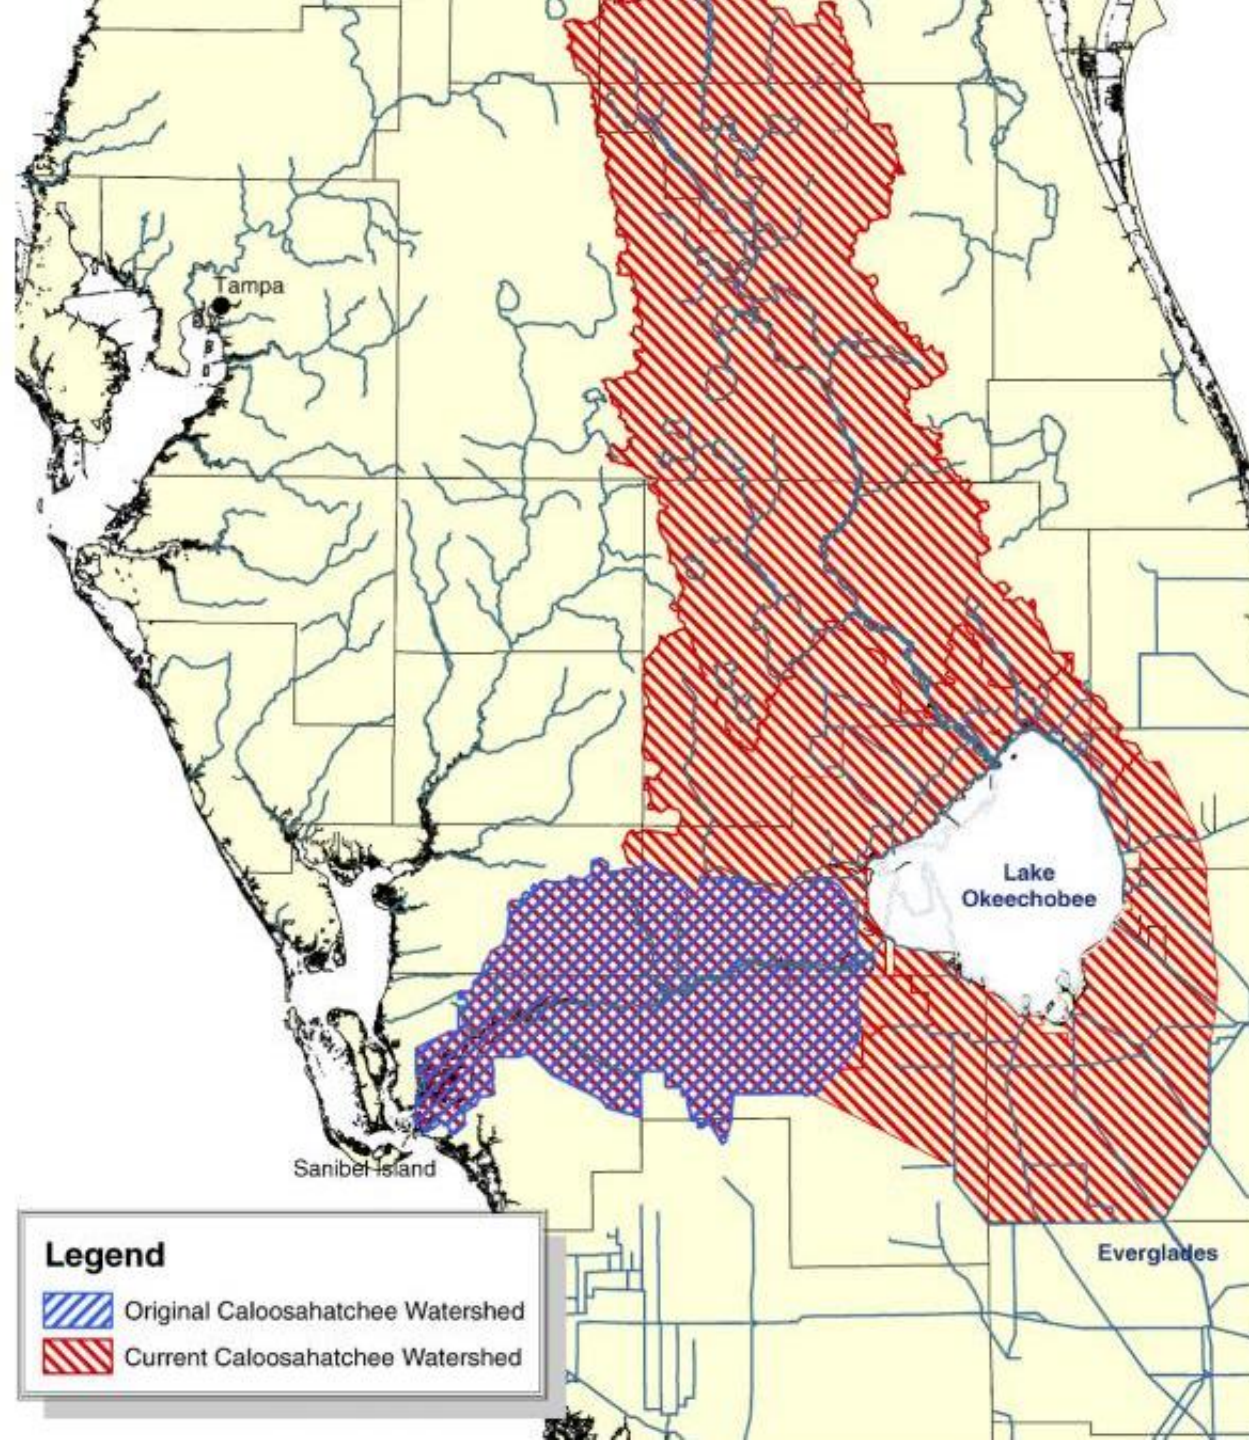 Tampa
Lake
Okeechobee
Sanibel Island
Everglades
Legend
Original Caloosahatchee Watershed
Current Caloosahatchee Watershed